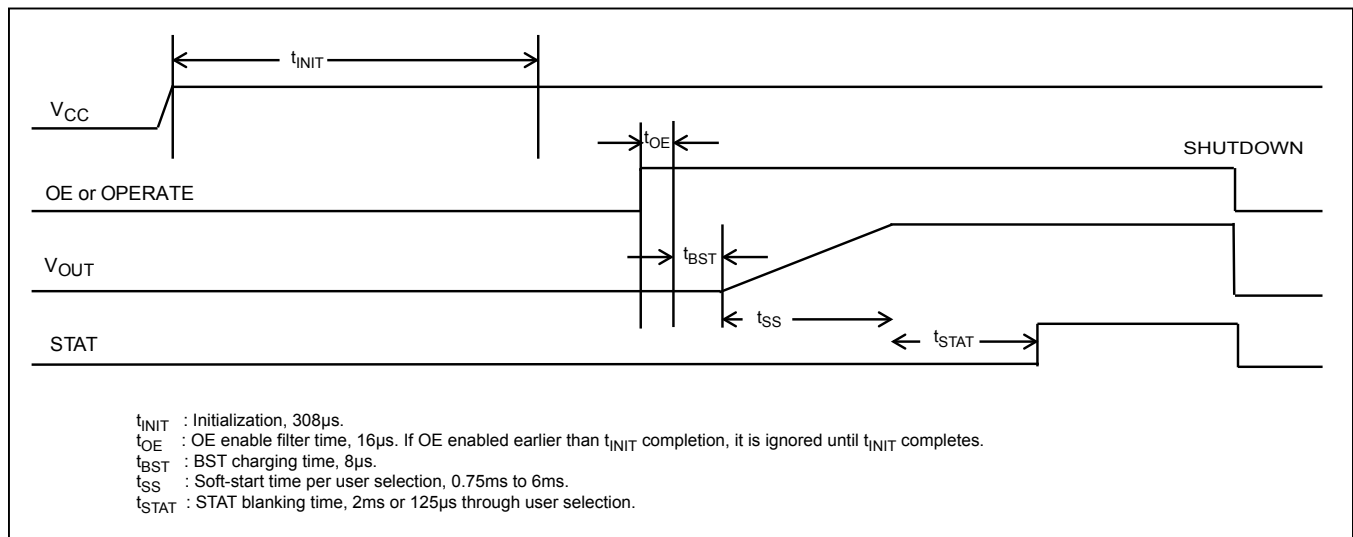 tINIT
VCC
tOE
SHUTDOWN
OE or OPERATE
tBST
VOUT
tSS
tSTAT
STAT
tINIT : Initialization, 308µs.
tOE : OE enable filter time, 16µs. If OE enabled earlier than tINIT completion, it is ignored until tINIT completes.
tBST : BST charging time, 8µs.
tSS : Soft-start time per user selection, 0.75ms to 6ms.
tSTAT : STAT blanking time, 2ms or 125µs through user selection.